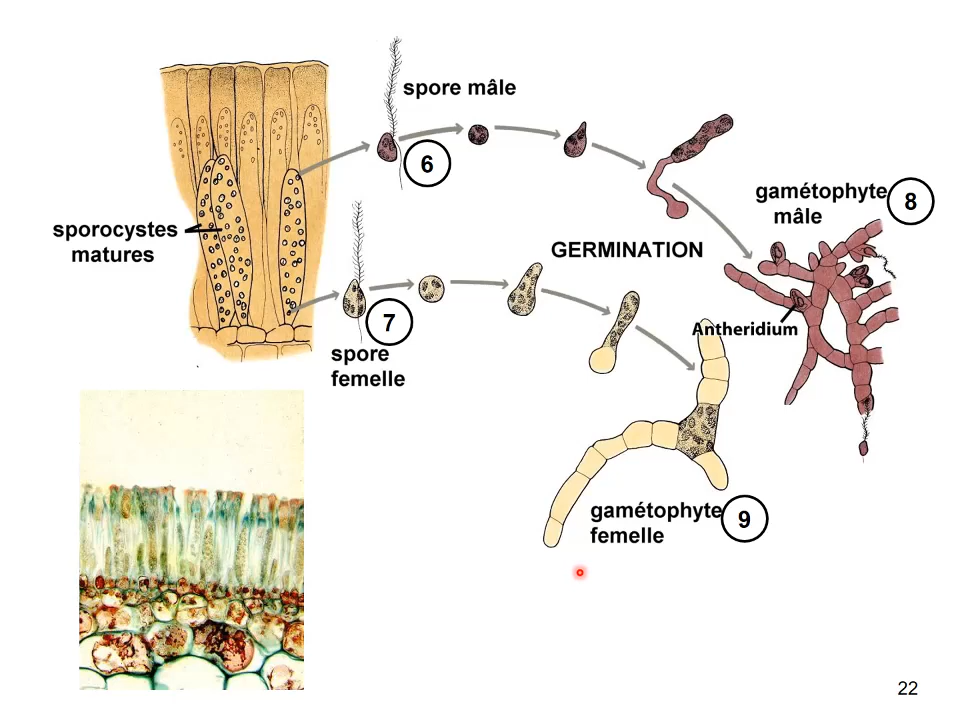 spore mâle
6
sporocystes
matures
gamétophyte
mâle
8
GERMINATION
7
spore
femelle
Antheridium
gamétophyte
femelle
9
22